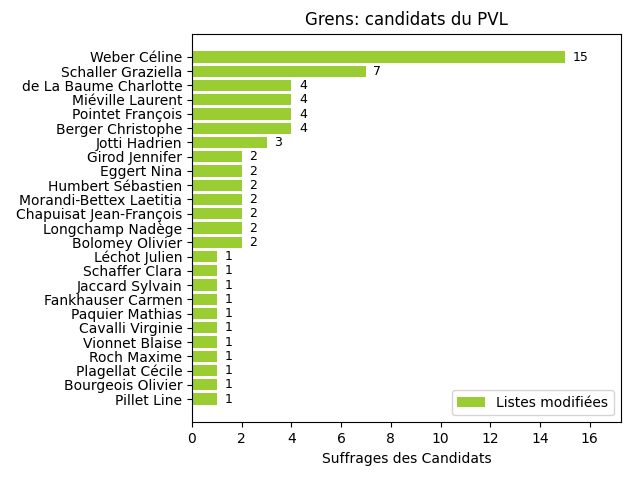 Grens: candidats du PVL
Weber Céline 15
Schaller Graziella 7
de La Baume Charlotte 4
Miéville Laurent 4
Pointet François 4
Berger Christophe 4
Jotti Hadrien 3
Girod Jennifer 2
Eggert Nina 2
Humbert Sébastien 2
Morandi-Bettex Laetitia 2
Chapuisat Jean-François 2
Longchamp Nadège 2
Bolomey Olivier 2
Léchot Julien 1
Schaffer Clara 1
Jaccard Sylvain 1
Fankhauser Carmen 1
Paquier Mathias 1
Cavalli Virginie 1
Vionnet Blaise 1
Roch Maxime 1
Plagellat Cécile 1
Bourgeois Olivier 1
Pillet Line 1
Listes modifiées
0 2 4 6 8 10 12 14 16
Suffrages des Candidats